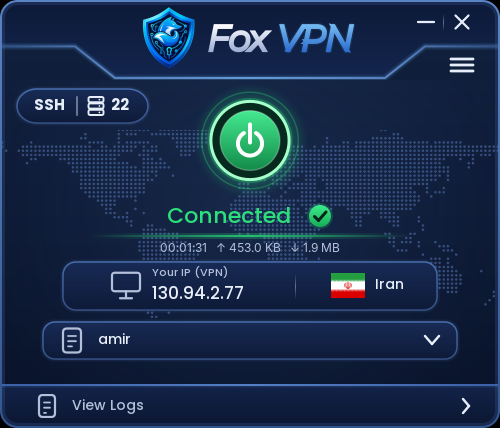 Fox VPN
SSH 22
Connected
00:01:31 ↑ 453.0 KB ↓ 1.9 MB
Your IP (VPN)
130.94.2.77
Iran
amir
View Logs